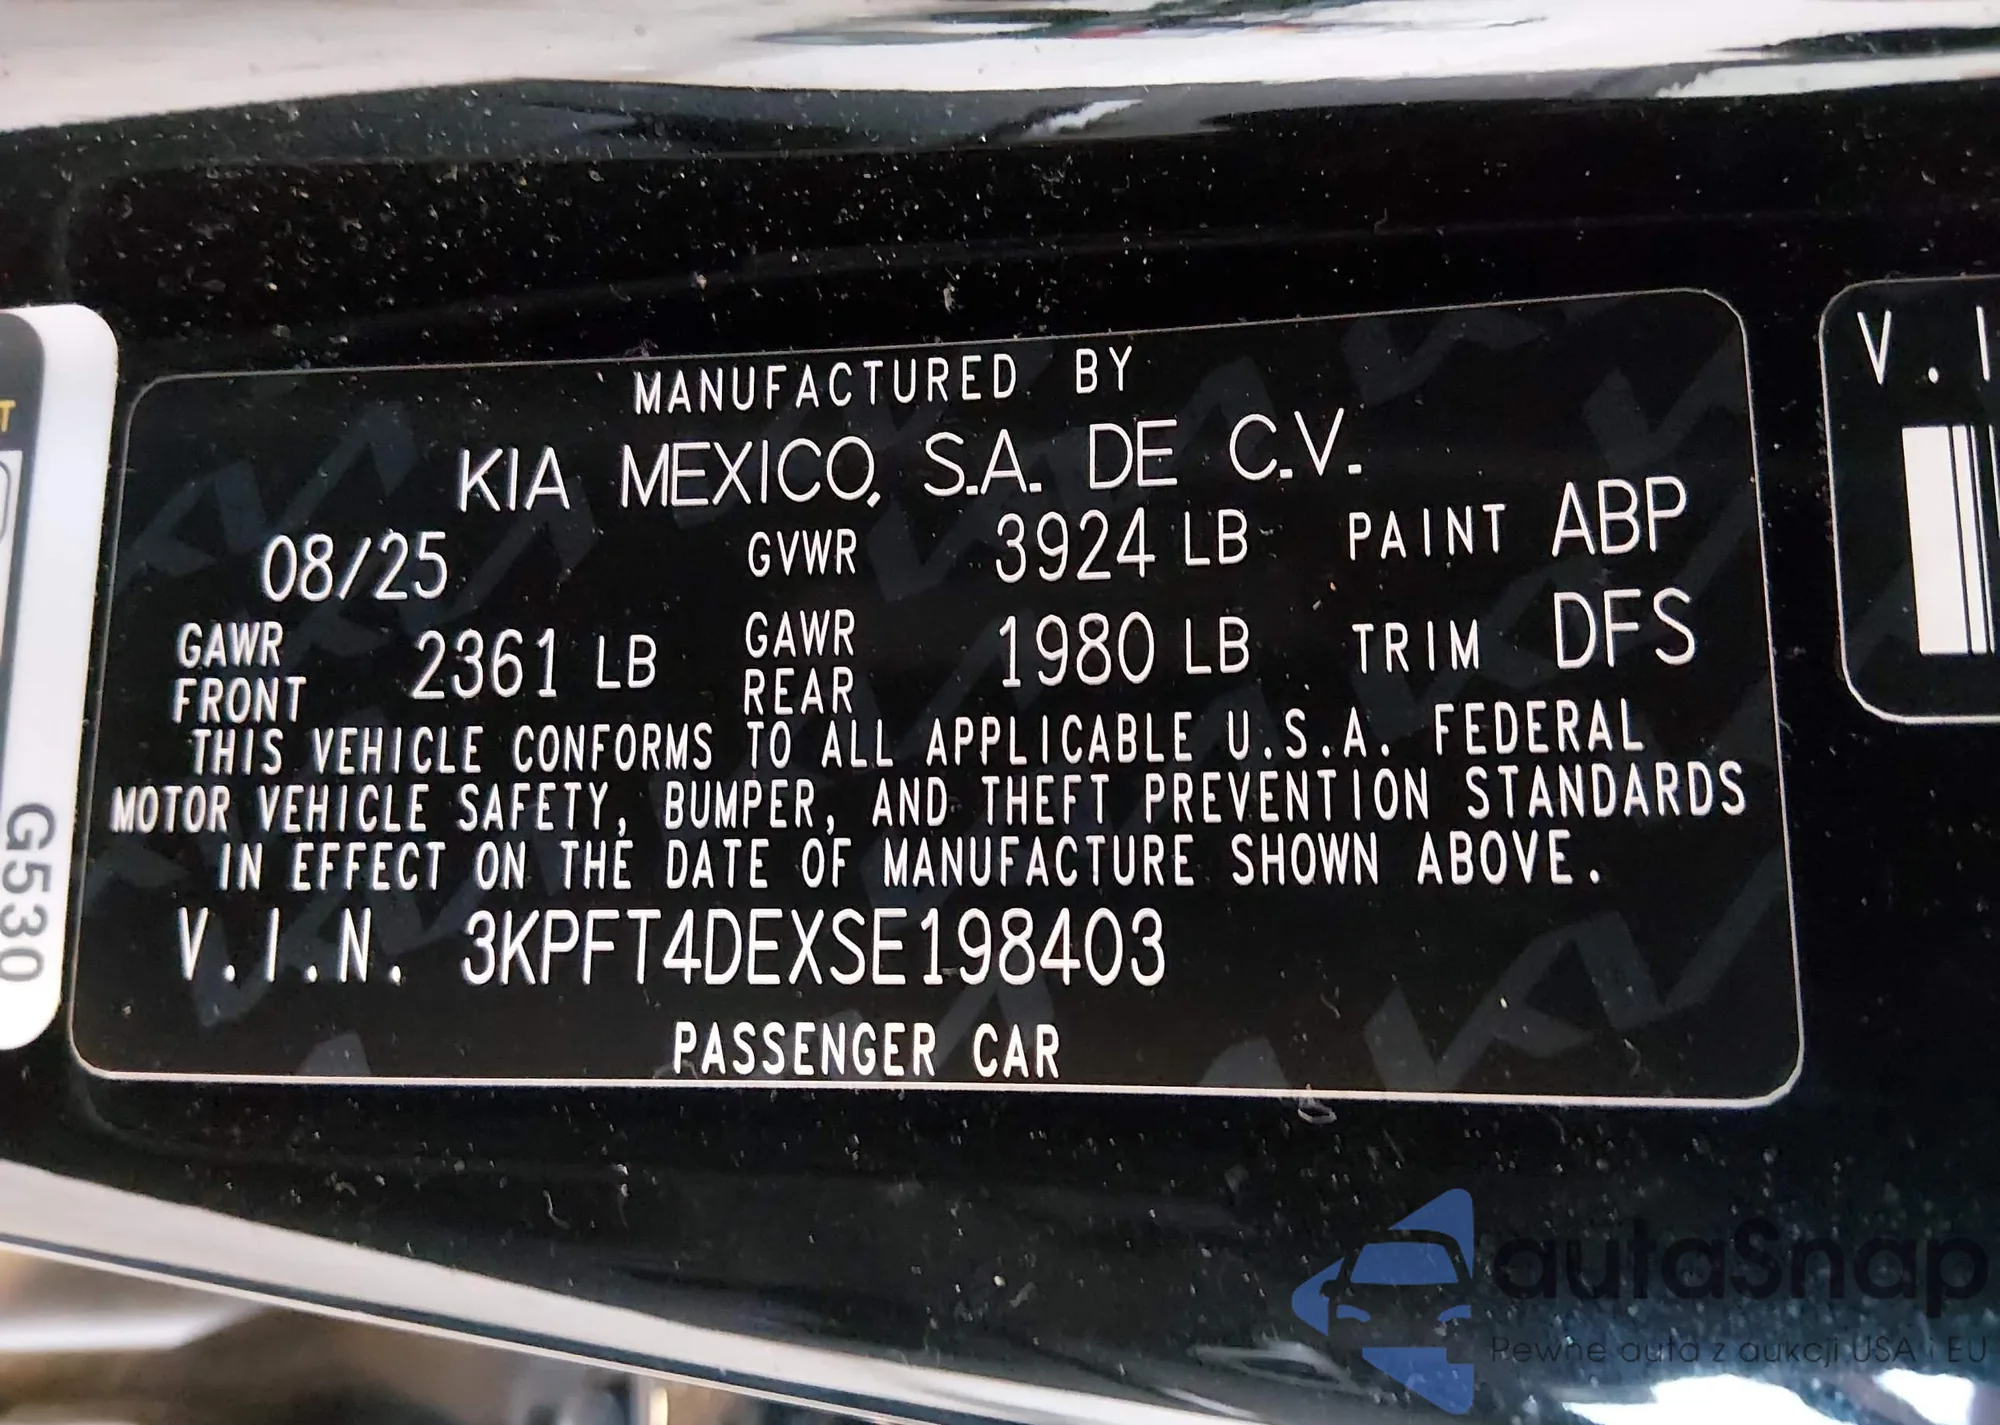 MANUFACTURED BY
KIA MEXICO, S.A. DE C.V.
08/25 GVWR 3924 LB PAINT ABP
GAWR FRONT 2361 LB GAWR REAR 1980 LB TRIM DFS
THIS VEHICLE CONFORMS TO ALL APPLICABLE U.S.A. FEDERAL
MOTOR VEHICLE SAFETY, BUMPER, AND THEFT PREVENTION STANDARDS
IN EFFECT ON THE DATE OF MANUFACTURE SHOWN ABOVE.
V.I.N. 3KPFT4DEXSE198403
PASSENGER CAR
G530
V.I
autaSnap
Pewne auta z aukcji USA i EU